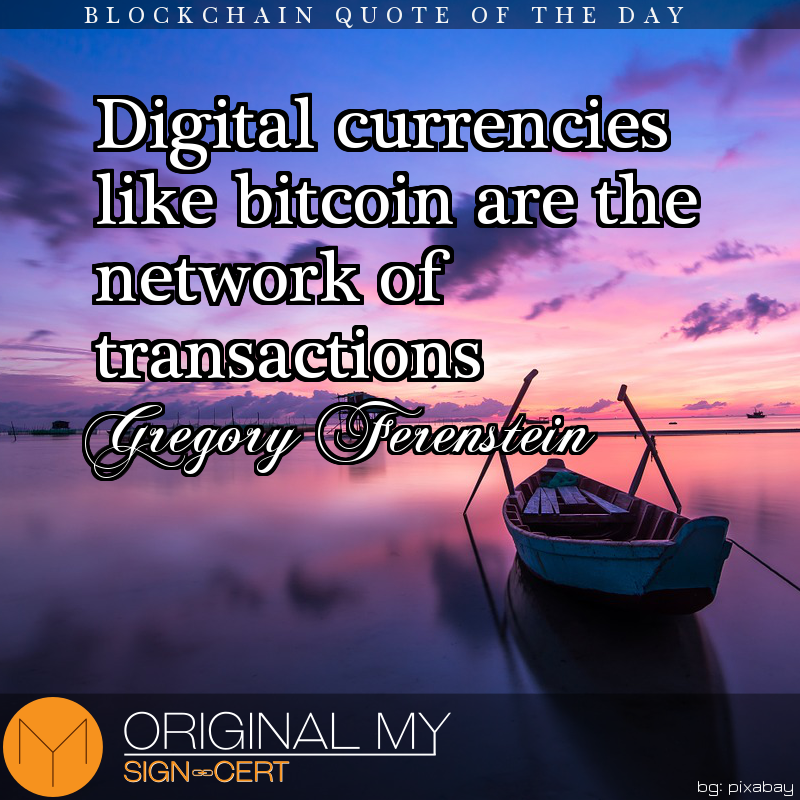 BLOCKCHAIN QUOTE OF THE DAY
Digital currencies
like bitcoin are the
network of
transactions
Gregory Ferenstein
ORIGINAL MY
SIGN CERT
bg: pixabay